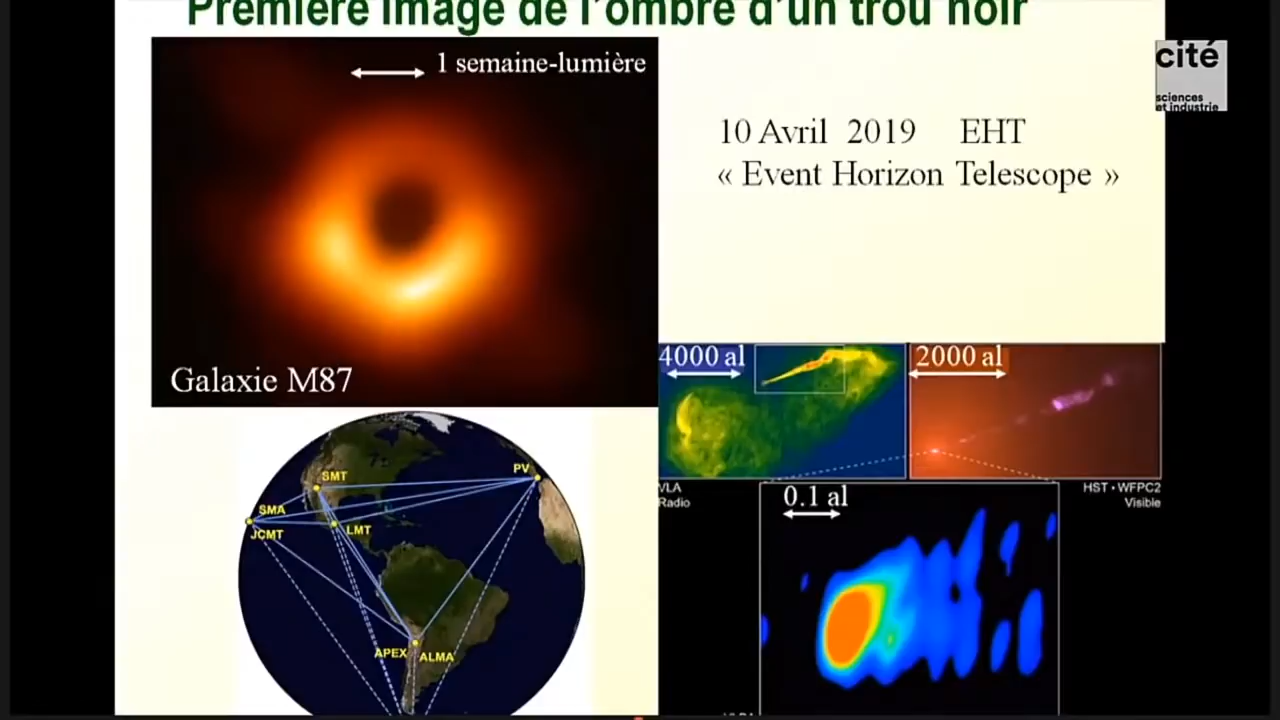 Première image de l'ombre d'un trou noir
1 semaine-lumière
cité
sciences
et industrie
10 Avril 2019 EHT
« Event Horizon Telescope »
Galaxie M87
4000 al
2000 al
VLA
Radio
HST • WFPC2
Visible
0.1 al
SMT
PV
SMA
JCMT
LMT
APEX
ALMA